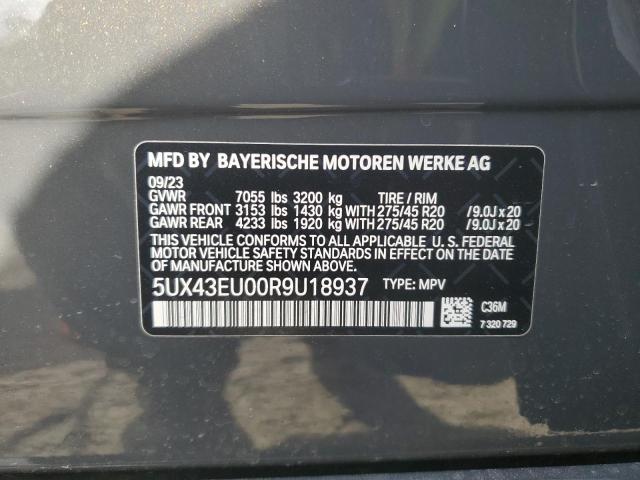 MFD BY BAYERISCHE MOTOREN WERKE AG
09/23
GVWR 7055 lbs 3200 kg TIRE / RIM
GAWR FRONT 3153 lbs 1430 kg WITH 275/45 R20 /9.0J x 20
GAWR REAR 4233 lbs 1920 kg WITH 275/45 R20 /9.0J x 20
THIS VEHICLE CONFORMS TO ALL APPLICABLE U. S. FEDERAL
MOTOR VEHICLE SAFETY STANDARDS IN EFFECT ON THE DATE
OF MANUFACTURE SHOWN ABOVE.
5UX43EU00R9U18937 TYPE: MPV
C36M
7 320 729